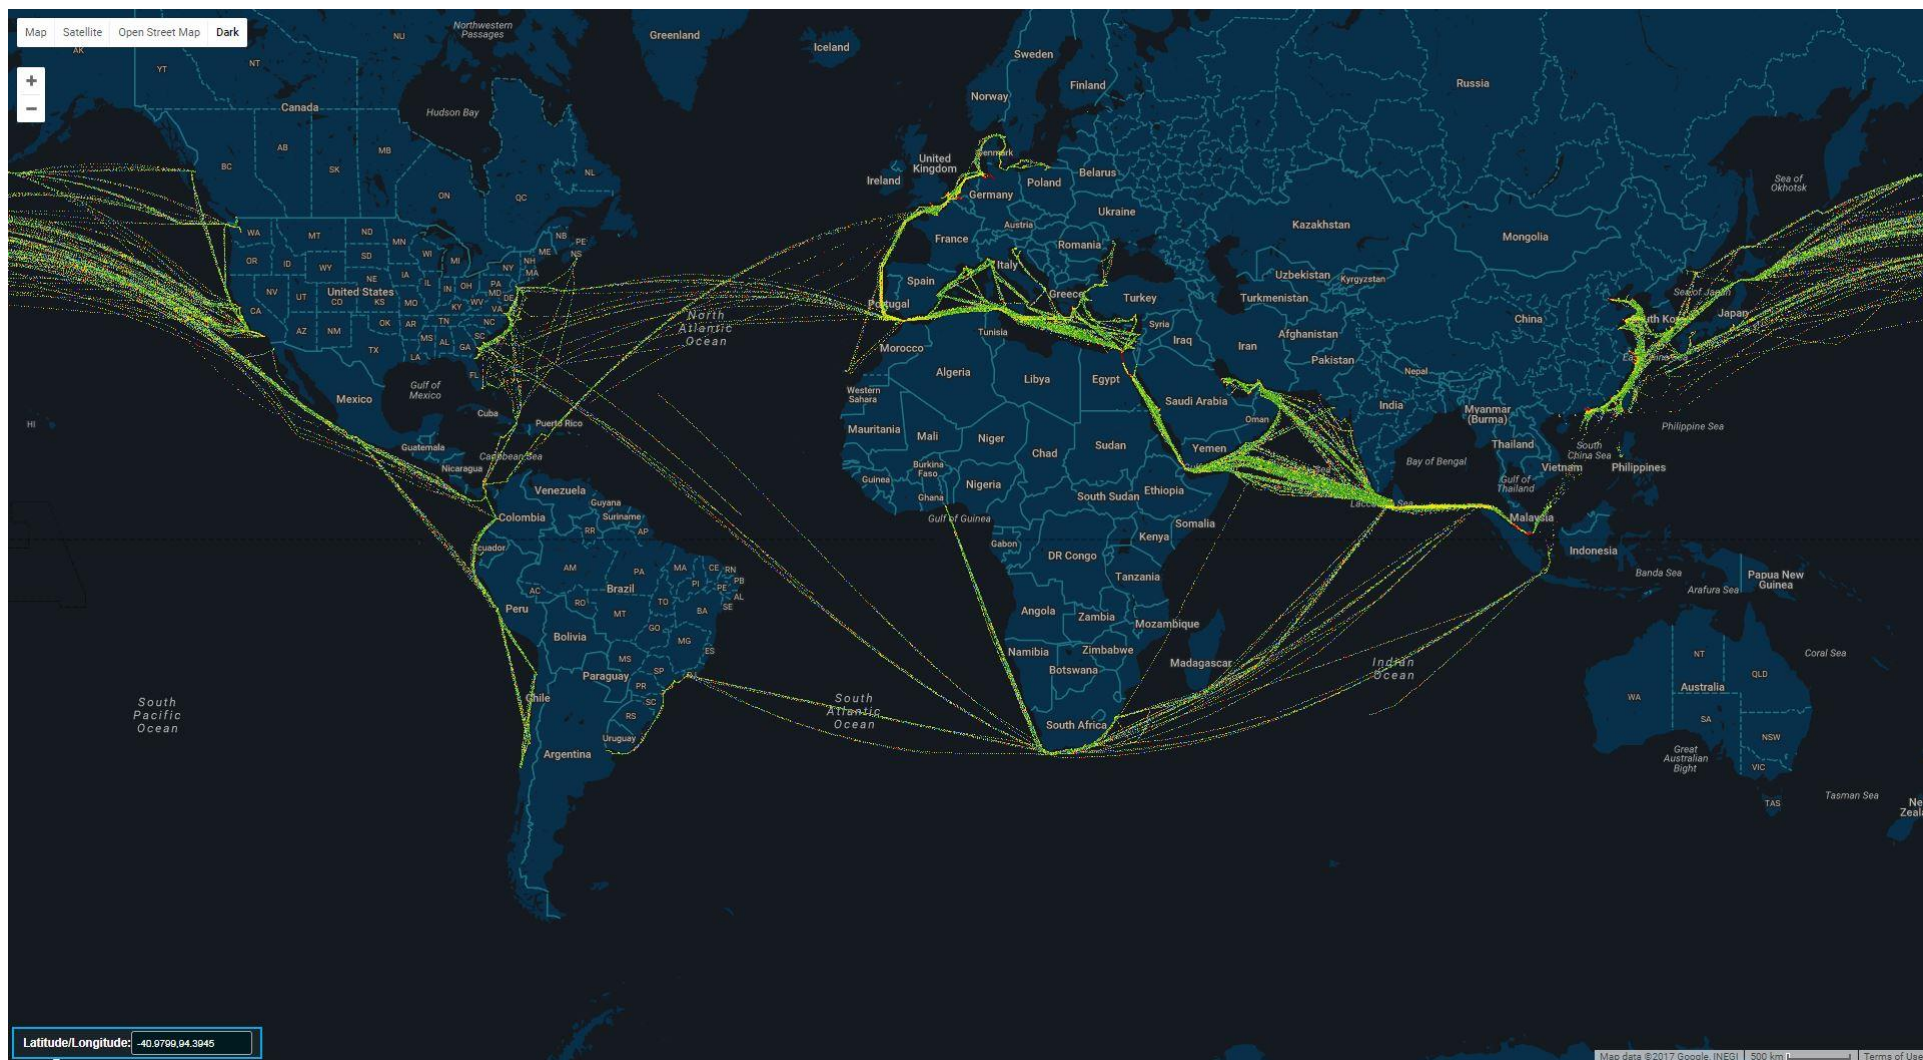 Map Satellite Open Street Map Dark
+
−
Northwestern
Passages
NU
Greenland
Iceland
Sweden
Finland
Norway
Russia
AK
YT
NT
Canada
Hudson Bay
BC
AB
SK
MB
ON
QC
NL
United
Kingdom
Ireland
Denmark
Belarus
Poland
Germany
Sea of
Okhotsk
Ukraine
Austria
France
Romania
Kazakhstan
Mongolia
WA
MT
ND
MN
NB
PE
NS
ME
OR
ID
WY
SD
WI
MI
NH
NY
MA
IA
NE
IL
IN
OH
PA
MD
DE
NV
UT
United States
CO
KS
MO
KY
WV
VA
CA
AZ
NM
OK
AR
TN
NC
SC
MS
AL
GA
TX
LA
FL
Italy
Spain
Portugal
Greece
Turkey
Uzbekistan
Kyrgyzstan
Turkmenistan
Sea of Japan
Japan
China
North
Atlantic
Ocean
Tunisia
Syria
Iraq
Iran
Afghanistan
Pakistan
Morocco
Algeria
Libya
Egypt
Nepal
Gulf of
Mexico
Mexico
Cuba
Puerto Rico
Western
Sahara
Saudi Arabia
Oman
India
Myanmar
(Burma)
HI
Guatemala
Nicaragua
Caribbean Sea
Mauritania
Mali
Niger
Chad
Sudan
Yemen
Bay of Bengal
Thailand
South
China Sea
Philippine Sea
Vietnam
Philippines
Gulf of
Thailand
Burkina
Faso
Guinea
Ghana
Nigeria
South Sudan
Ethiopia
Venezuela
Guyana
Suriname
Colombia
RR
AP
Gulf of Guinea
Somalia
Malaysia
Gabon
Kenya
DR Congo
Indonesia
Ecuador
AM
PA
MA
CE
RN
PB
PI
PE
AL
SE
AC
RO
Brazil
TO
BA
MT
Peru
Tanzania
Banda Sea
Papua New
Guinea
Arafura Sea
Angola
Zambia
Mozambique
Bolivia
GO
MG
ES
MS
SP
Paraguay
PR
RJ
SC
RS
Namibia
Zimbabwe
Botswana
Madagascar
Indian
Ocean
NT
Coral Sea
QLD
Australia
WA
SA
NSW
VIC
TAS
South
Pacific
Ocean
Chile
Uruguay
Argentina
South
Atlantic
Ocean
South Africa
Great
Australian
Bight
Tasman Sea
Ne
Zeal
Latitude/Longitude: -40.9799,94.3945
Map data ©2017 Google, INEGI 500 km Terms of Use